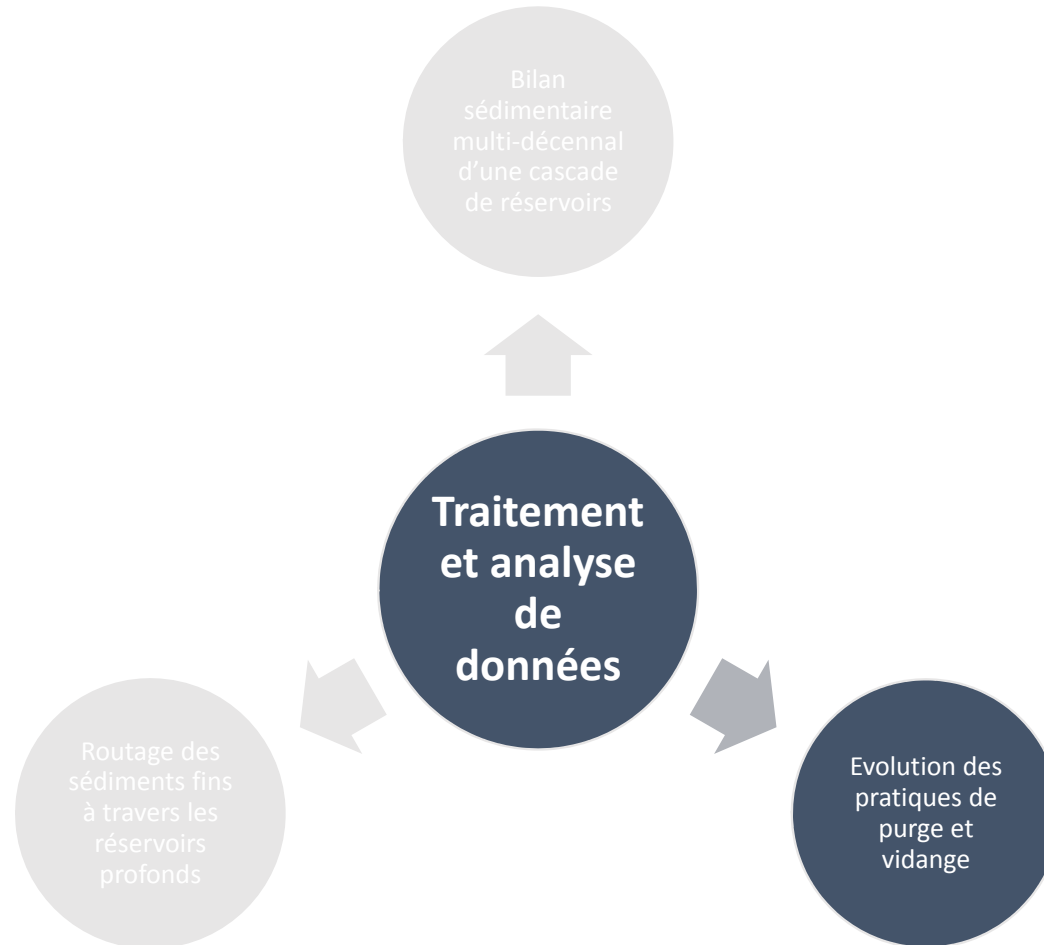 Bilan
sédimentaire
multi-décennal
d’une cascade
de réservoirs
Traitement
et analyse
de
données
Routage des
sédiments fins
à travers les
réservoirs
profonds
Evolution des
pratiques de
purge et
vidange